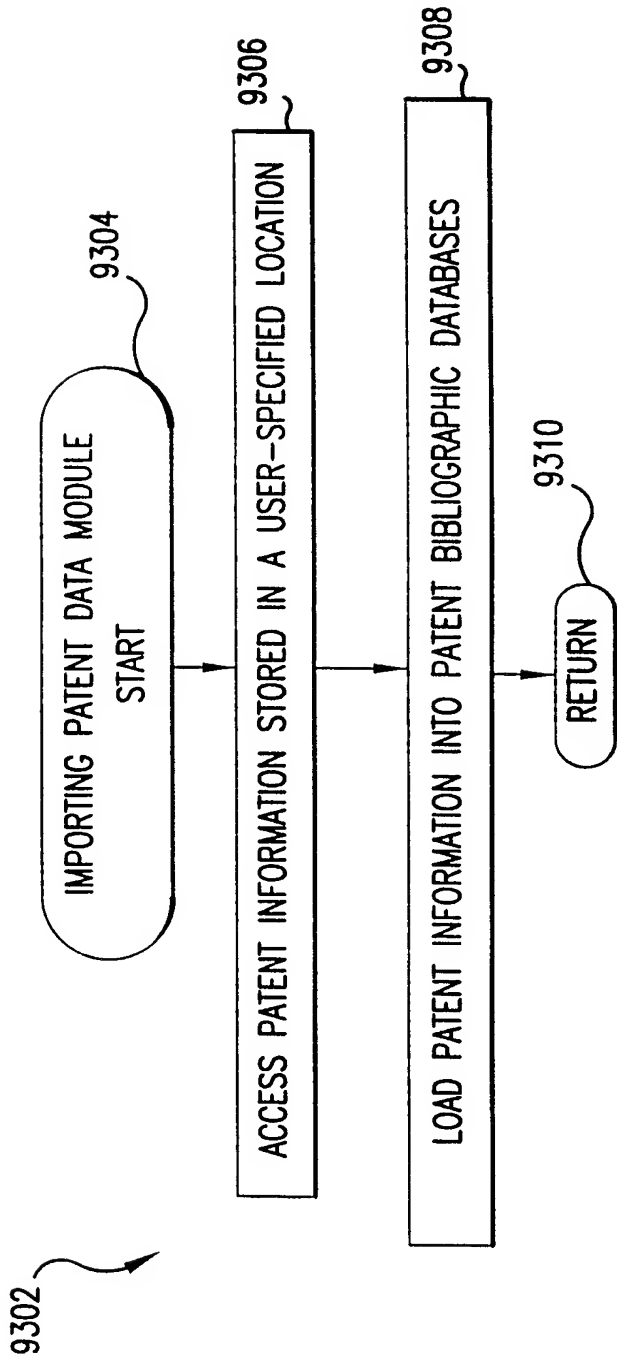 9302
IMPORTING PATENT DATA MODULE
START
9304
ACCESS PATENT INFORMATION STORED IN A USER-SPECIFIED LOCATION
9306
LOAD PATENT INFORMATION INTO PATENT BIBLIOGRAPHIC DATABASES
9308
RETURN
9310